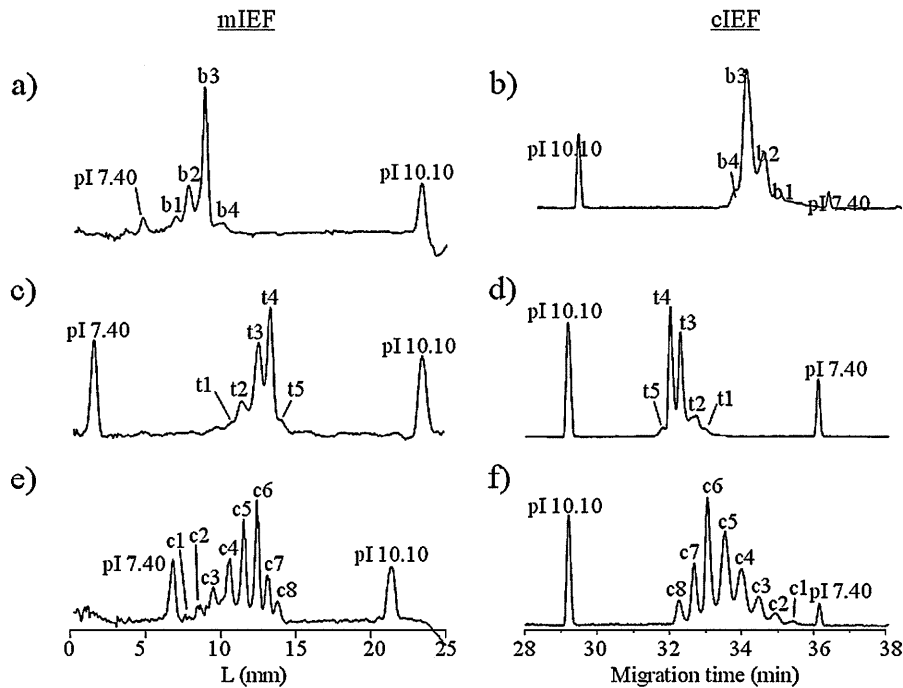 mIEF
cIEF
a)
pI 7.40
b1
b2
b3
b4
pI 10.10
b)
pI 10.10
b4
b3
b2
b1
pI 7.40
c)
pI 7.40
t1
t2
t3
t4
t5
pI 10.10
d)
pI 10.10
t5
t4
t3
t2
t1
pI 7.40
e)
pI 7.40
c1
c2
c3
c4
c5
c6
c7
c8
pI 10.10
f)
pI 10.10
c8
c7
c6
c5
c4
c3
c2
c1
pI 7.40
0 5 10 15 20 25
L (mm)
28 30 32 34 36 38
Migration time (min)